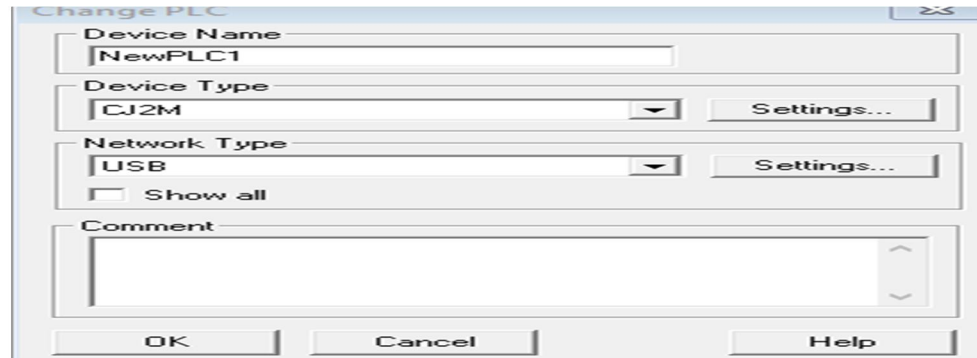 Change PLC
Device Name
NewPLC1
Device Type
CJ2M
Settings...
Network Type
USB
Settings...
Show all
Comment
OK Cancel Help